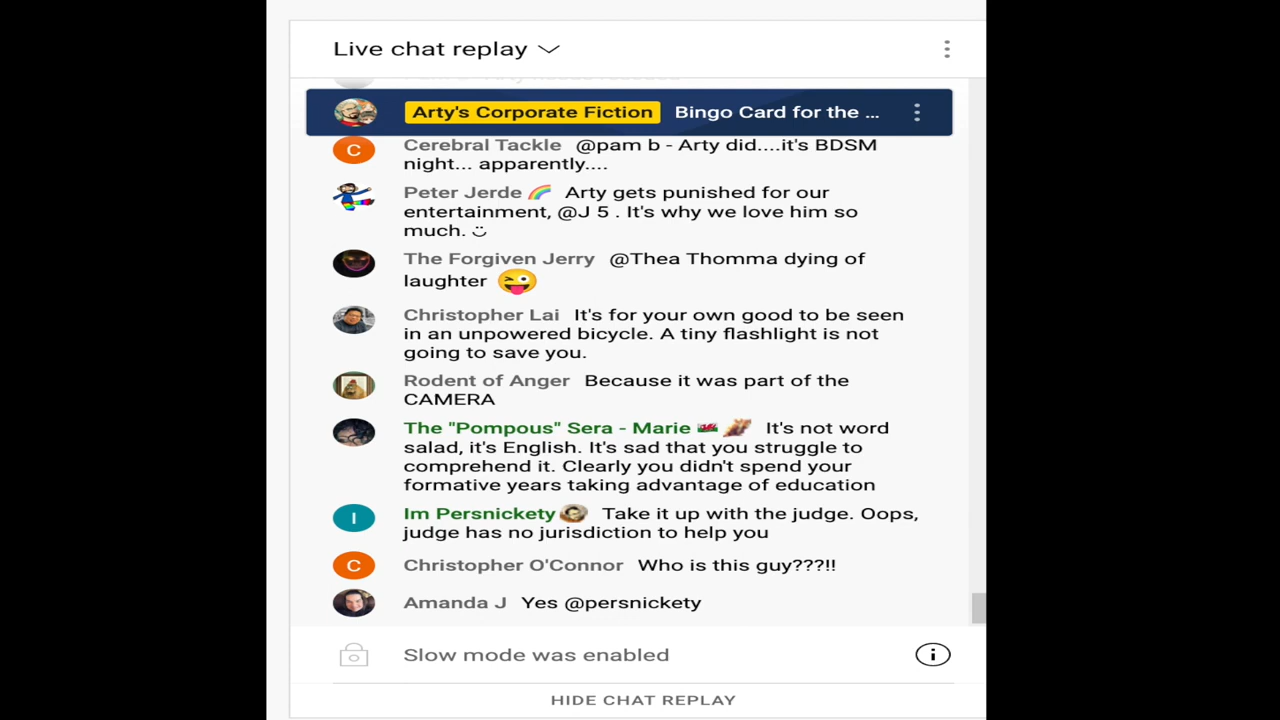 Live chat replay
Arty's Corporate Fiction Bingo Card for the ...
Cerebral Tackle @pam b - Arty did....it's BDSM
night... apparently....
Peter Jerde Arty gets punished for our
entertainment, @J 5 . It's why we love him so
much.
The Forgiven Jerry @Thea Thomma dying of
laughter
Christopher Lai It's for your own good to be seen
in an unpowered bicycle. A tiny flashlight is not
going to save you.
Rodent of Anger Because it was part of the
CAMERA
The "Pompous" Sera - Marie It's not word
salad, it's English. It's sad that you struggle to
comprehend it. Clearly you didn't spend your
formative years taking advantage of education
Im Persnickety Take it up with the judge. Oops,
judge has no jurisdiction to help you
Christopher O'Connor Who is this guy???!!
Amanda J Yes @persnickety
Slow mode was enabled
HIDE CHAT REPLAY